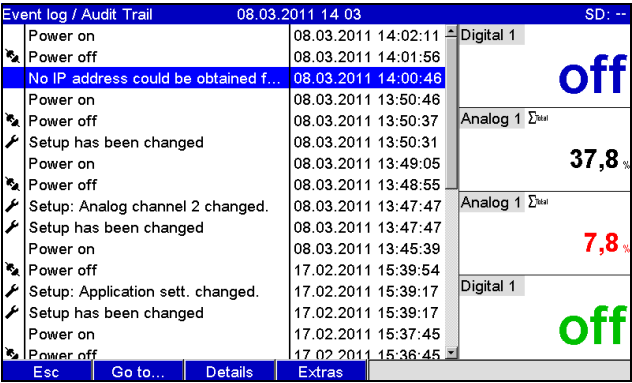 Event log / Audit Trail 08.03.2011 14 03 SD: --
Power on 08.03.2011 14:02:11
Power off 08.03.2011 14:01:56
No IP address could be obtained f... 08.03.2011 14:00:46
Power on 08.03.2011 13:50:46
Power off 08.03.2011 13:50:37
Setup has been changed 08.03.2011 13:50:31
Power on 08.03.2011 13:49:05
Power off 08.03.2011 13:48:55
Setup: Analog channel 2 changed. 08.03.2011 13:47:47
Setup has been changed 08.03.2011 13:47:47
Power on 08.03.2011 13:45:39
Power off 17.02.2011 15:39:54
Setup: Application sett. changed. 17.02.2011 15:39:17
Setup has been changed 17.02.2011 15:39:17
Power on 17.02.2011 15:37:45
Power off 17.02.2011 15:36:45
Digital 1
off
Analog 1 ΣTotal
37,8 %
Analog 1 ΣTotal
7,8 %
Digital 1
off
Esc Go to... Details Extras